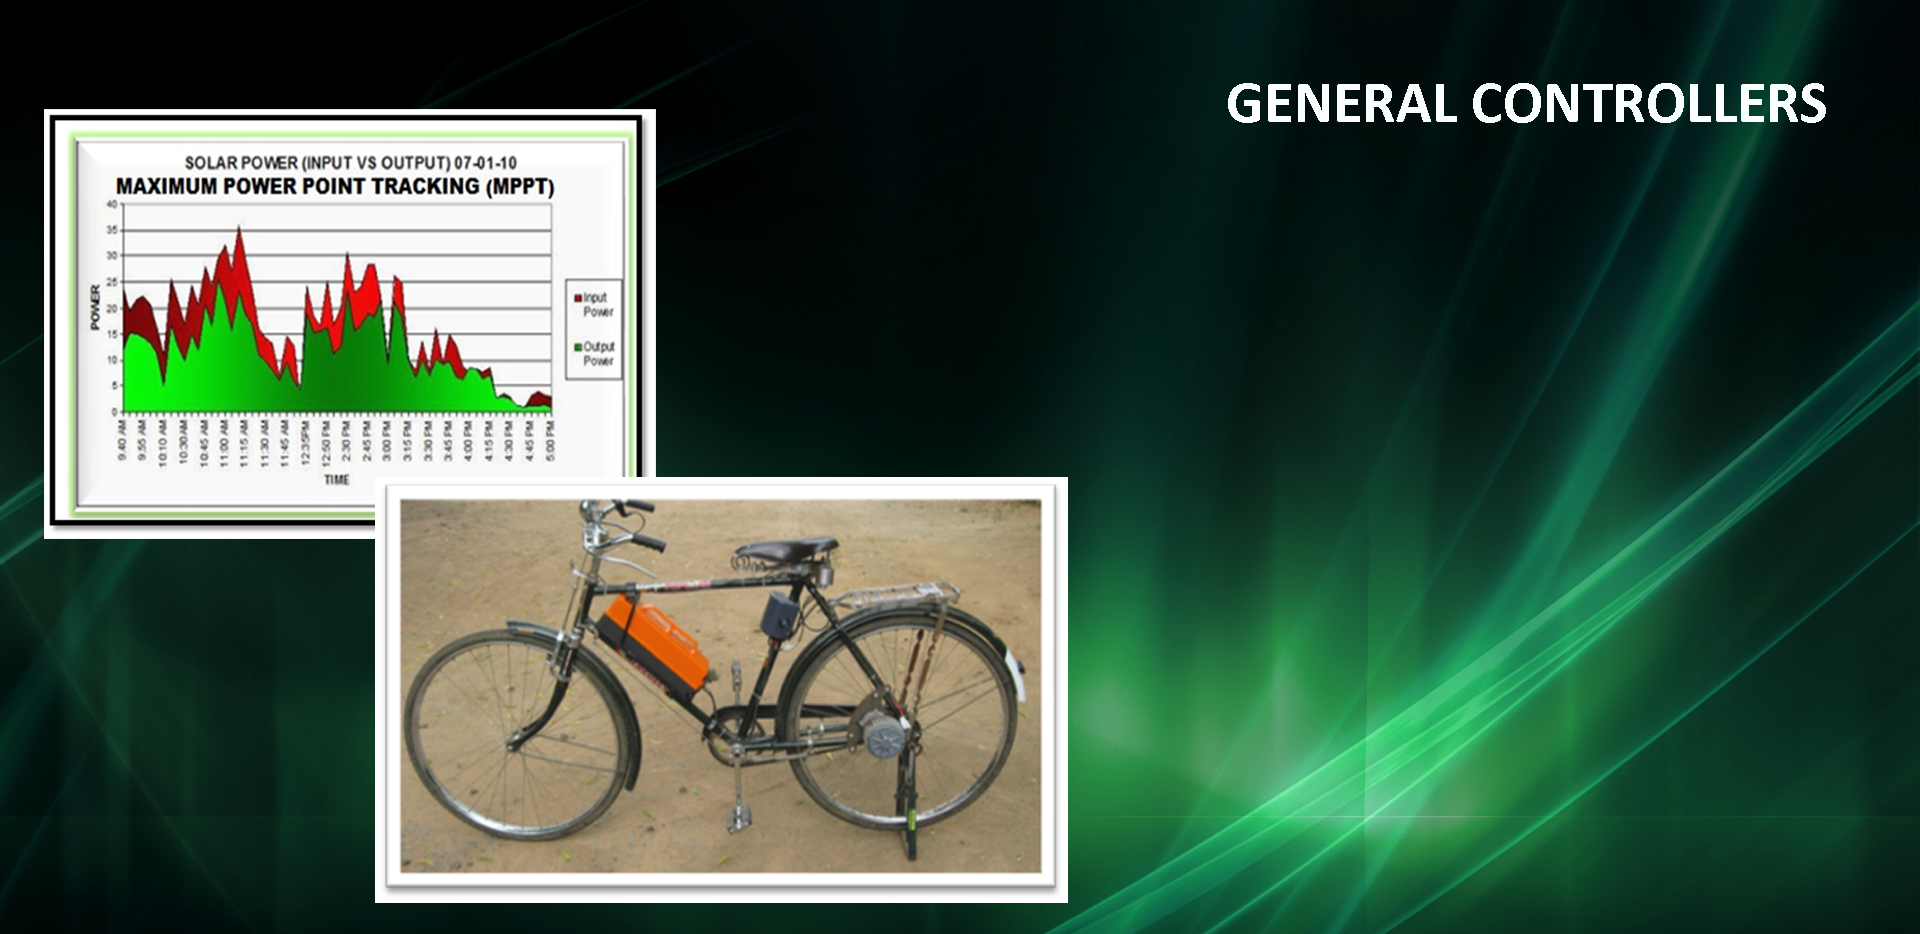 GENERAL CONTROLLERS
SOLAR POWER (INPUT VS OUTPUT) 07-01-10
MAXIMUM POWER POINT TRACKING (MPPT)
40
35
30
25
20
15
10
5
0
POWER
Input
Power
Output
Power
9:40 AM
9:55 AM
10:10 AM
10:30AM
10:45 AM
11:00 AM
11:15 AM
11:30 AM
11:45 AM
12:35PM
12:50 PM
2:30 PM
2:45 PM
3:00 PM
3:15 PM
3:30 PM
3:45 PM
4:00 PM
4:15 PM
4:30 PM
4:45 PM
5:00 PM
TIME